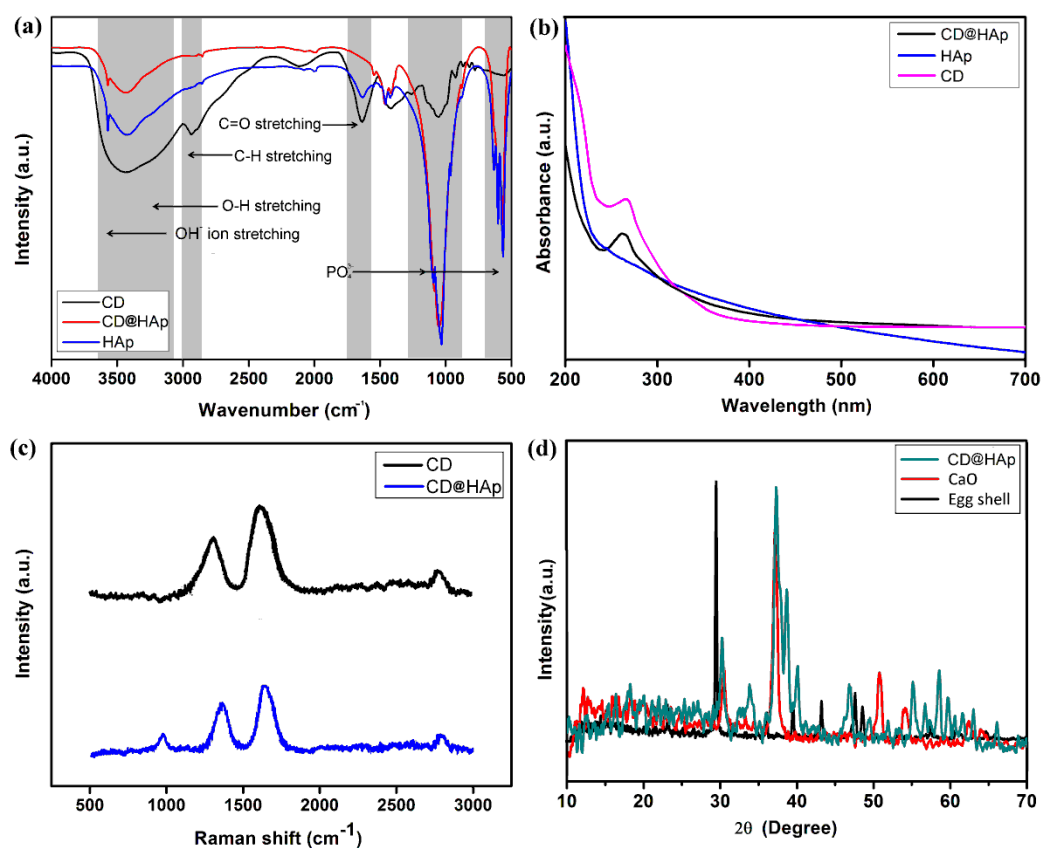 (a)
Intensity (a.u.)
C=O stretching
C-H stretching
O-H stretching
OH⁻ ion stretching
PO₄³⁻
CD
CD@HAp
HAp
4000 3500 3000 2500 2000 1500 1000 500
Wavenumber (cm⁻¹)
(b)
Absorbance (a.u.)
CD@HAp
HAp
CD
200 300 400 500 600 700
Wavelength (nm)
(c)
Intensity (a.u.)
CD
CD@HAp
500 1000 1500 2000 2500 3000
Raman shift (cm⁻¹)
(d)
Intensity (a.u.)
CD@HAp
CaO
Egg shell
10 20 30 40 50 60 70
2θ (Degree)